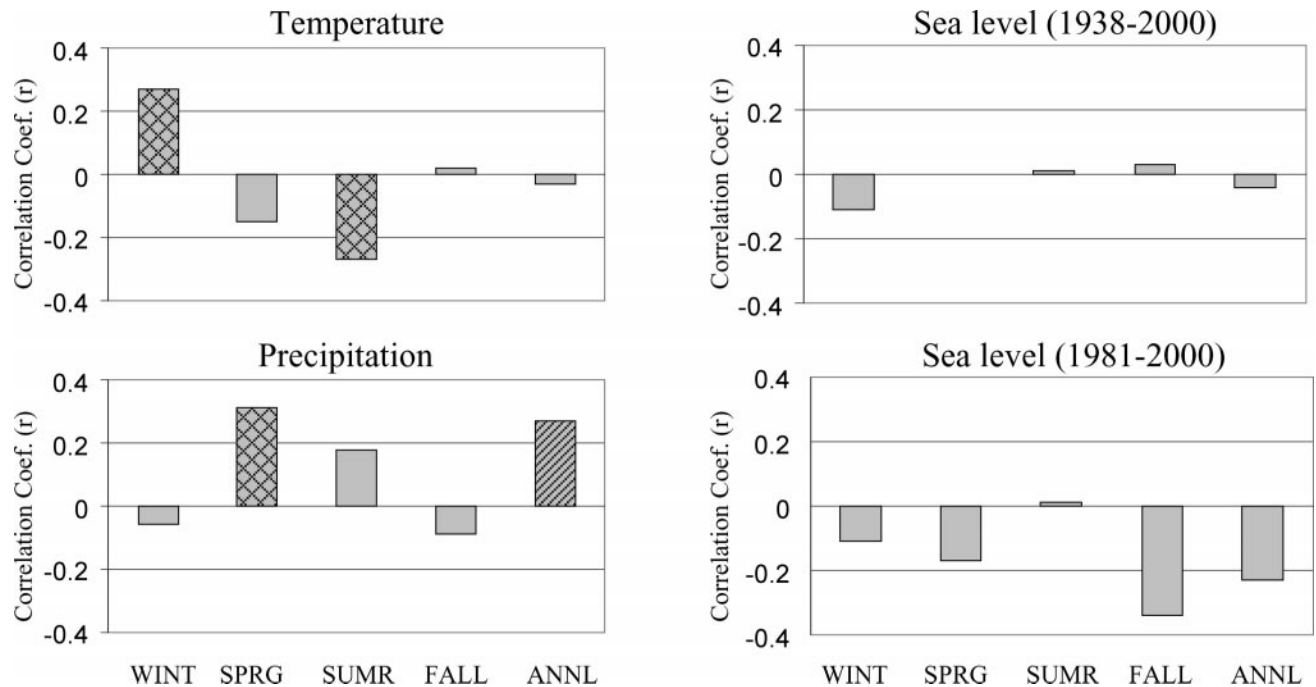 Temperature
Correlation Coef. (r)
0.4
0.2
0
-0.2
-0.4
Sea level (1938-2000)
Correlation Coef. (r)
0.4
0.2
0
-0.2
-0.4
Precipitation
Correlation Coef. (r)
0.4
0.2
0
-0.2
-0.4
WINT SPRG SUMR FALL ANNL
Sea level (1981-2000)
Correlation Coef. (r)
0.4
0.2
0
-0.2
-0.4
WINT SPRG SUMR FALL ANNL